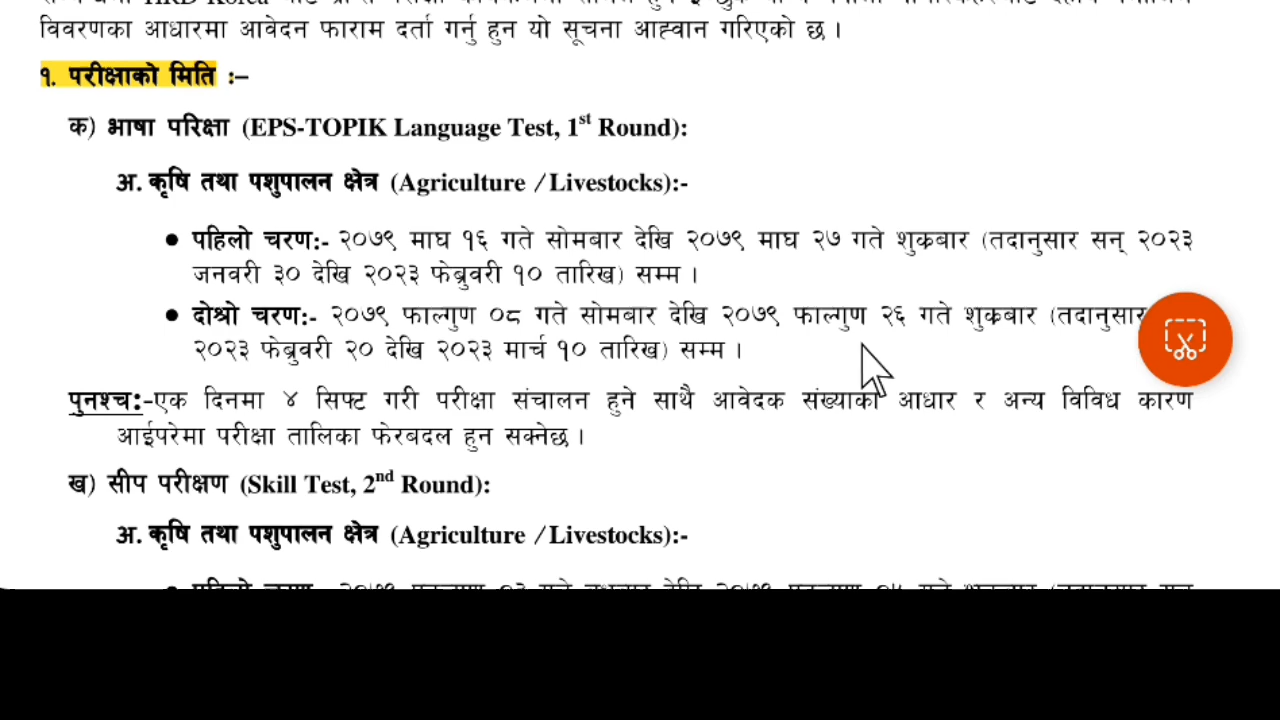 विवरणका आधारमा आवेदन फाराम दर्ता गर्नु हुन यो सूचना आह्वान गरिएको छ ।
१. परीक्षाको मिति :–
क) भाषा परिक्षा (EPS-TOPIK Language Test, 1st Round):
अ. कृषि तथा पशुपालन क्षेत्र (Agriculture /Livestocks):-
● पहिलो चरण:- २०७९ माघ १६ गते सोमबार देखि २०७९ माघ २७ गते शुक्रबार (तदानुसार सन् २०२३
जनवरी ३० देखि २०२३ फेब्रुवरी १० तारिख) सम्म ।
● दोश्रो चरण:- २०७९ फाल्गुण ०८ गते सोमबार देखि २०७९ फाल्गुण २६ गते शुक्रबार (तदानुसार
२०२३ फेब्रुवरी २० देखि २०२३ मार्च १० तारिख) सम्म ।
पुनश्च:-एक दिनमा ४ सिफ्ट गरी परीक्षा संचालन हुने साथै आवेदक संख्याको आधार र अन्य विविध कारण
आईपरेमा परीक्षा तालिका फेरबदल हुन सक्नेछ ।
ख) सीप परीक्षण (Skill Test, 2nd Round):
अ. कृषि तथा पशुपालन क्षेत्र (Agriculture /Livestocks):-